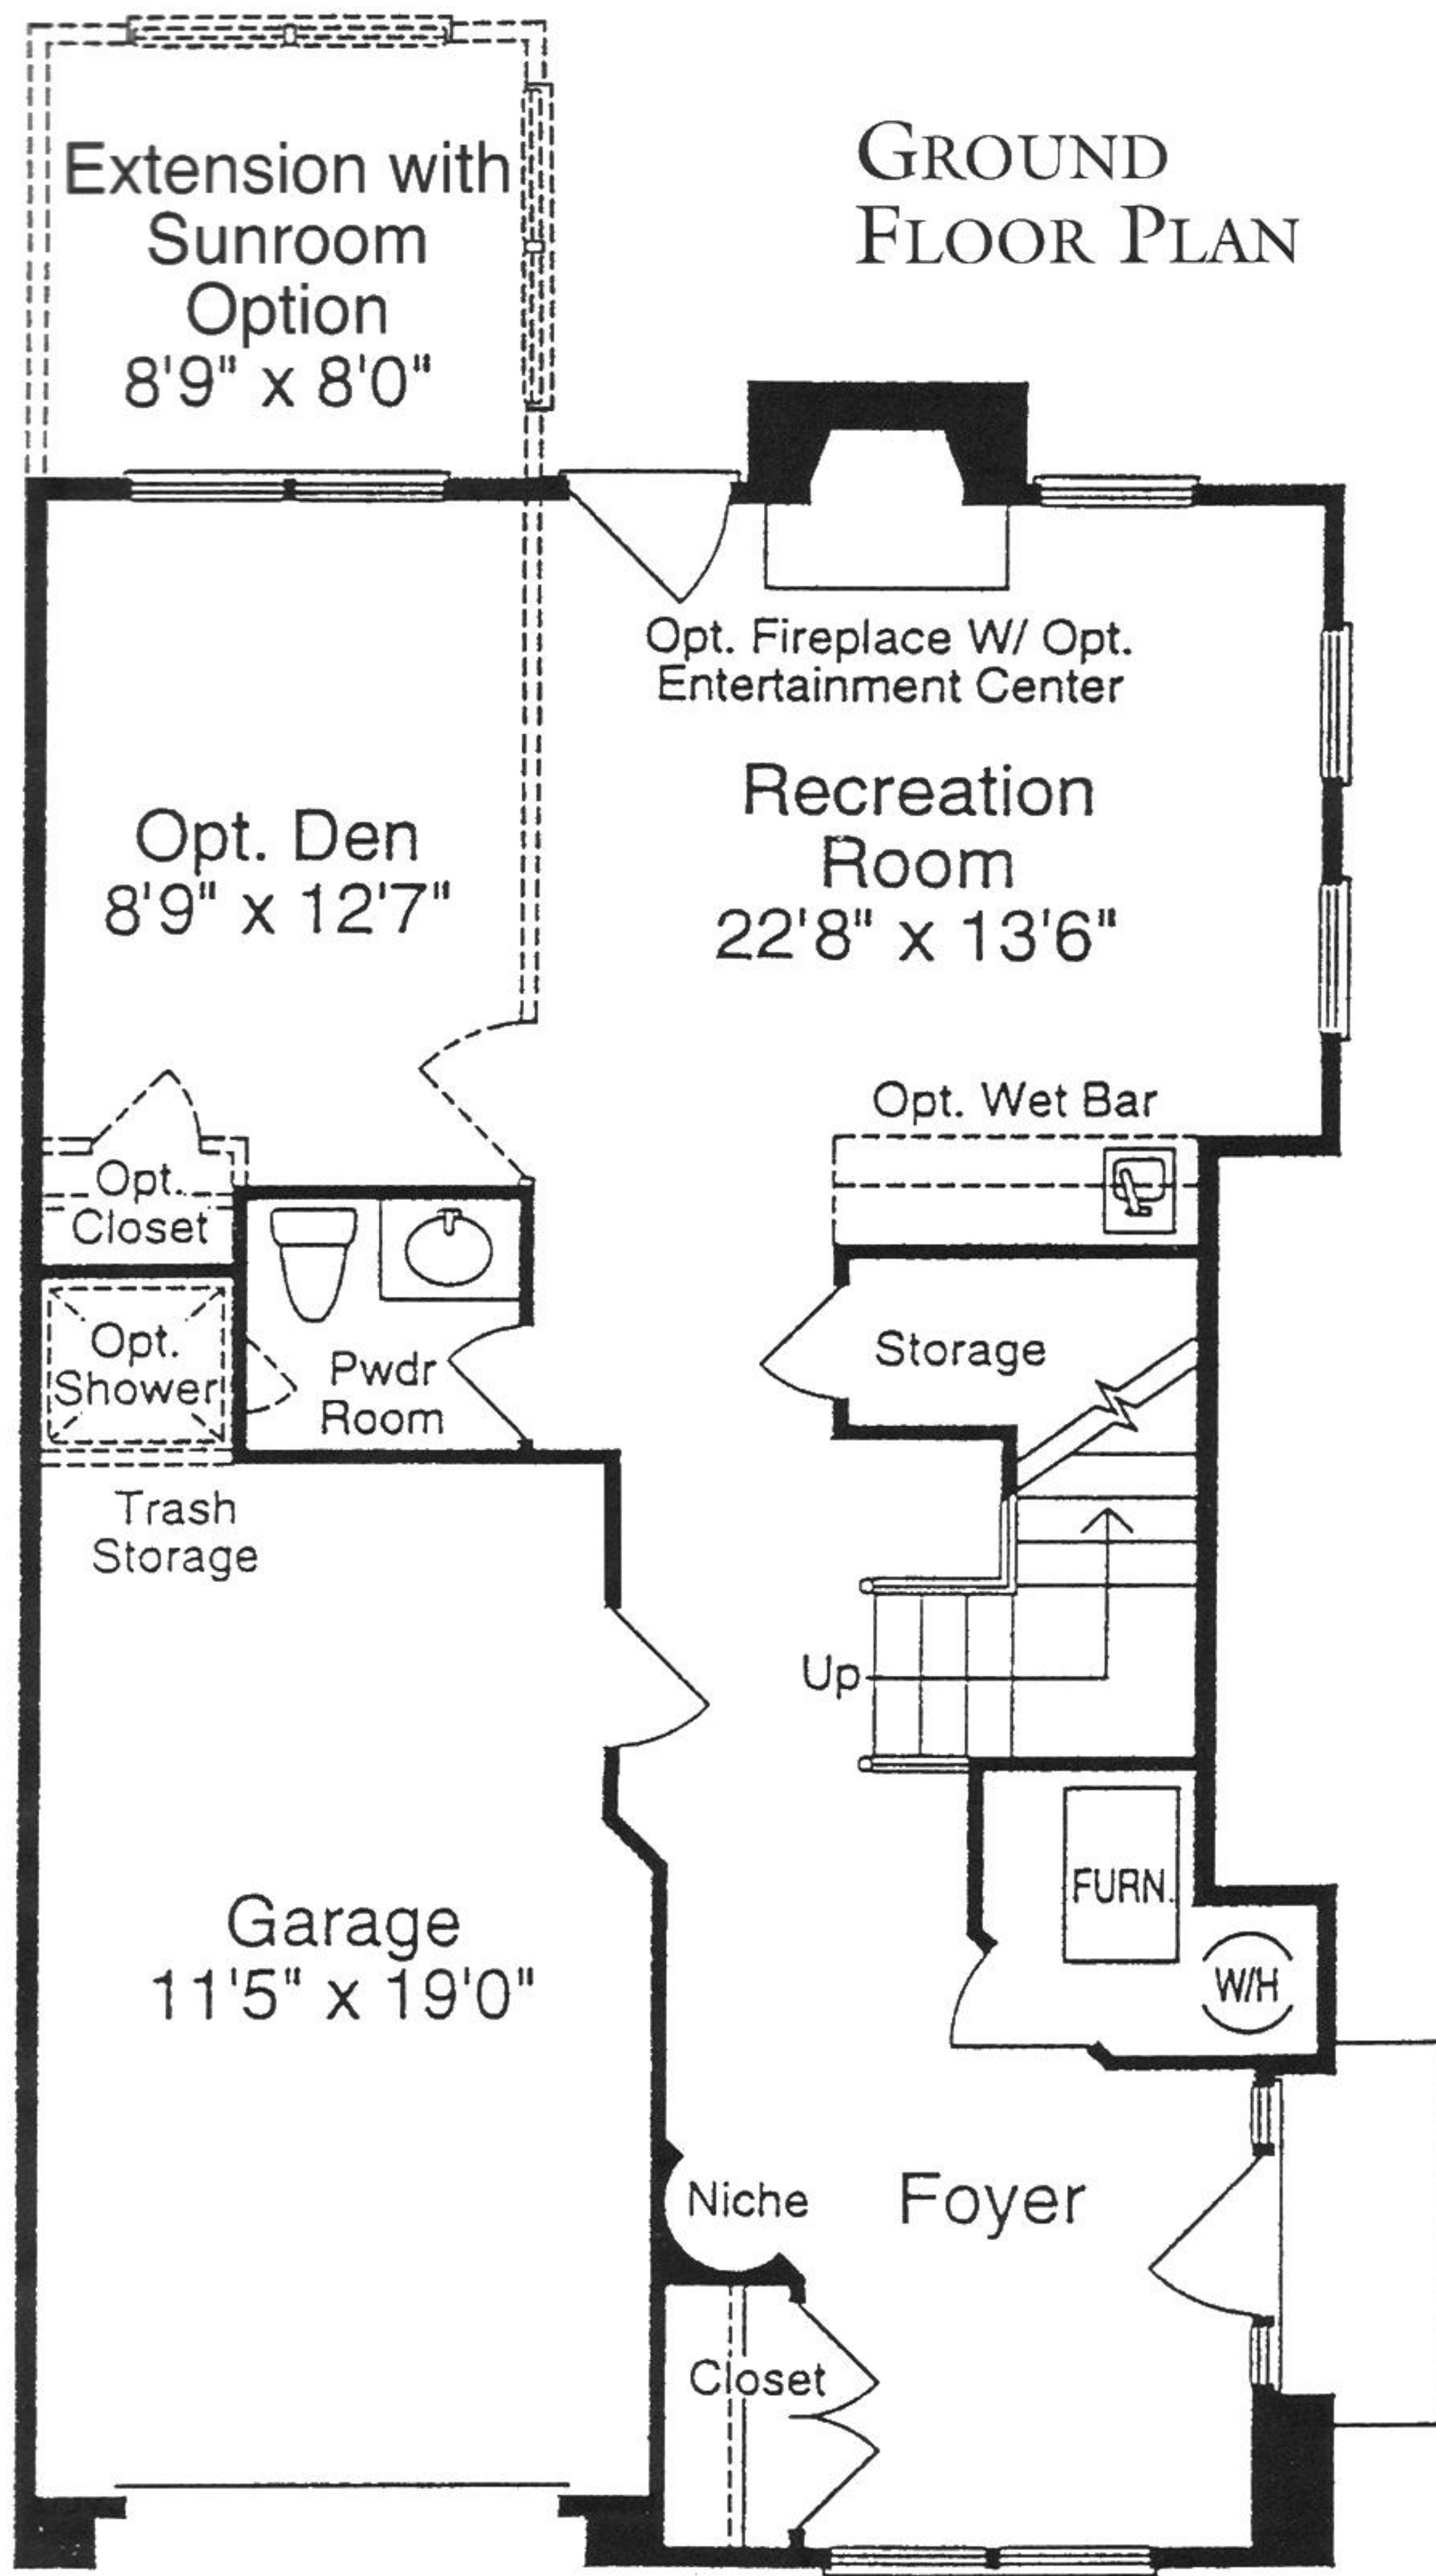 GROUND
FLOOR PLAN
Extension with
Sunroom
Option
8'9" x 8'0"
Opt. Fireplace W/ Opt.
Entertainment Center
Recreation
Room
22'8" x 13'6"
Opt. Den
8'9" x 12'7"
Opt. Wet Bar
Opt.
Closet
Opt.
Shower
Pwdr
Room
Storage
Trash
Storage
Up
FURN.
W/H
Garage
11'5" x 19'0"
Niche
Foyer
Closet